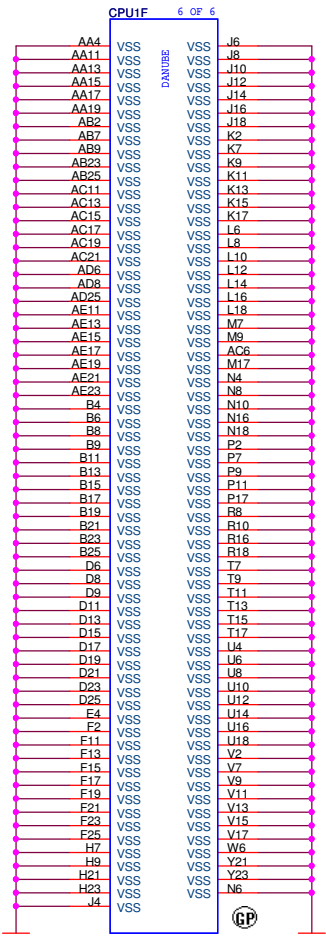 CPU1F 6 OF 6
DANUBE
AA4 VSS VSS J6
AA11 VSS VSS J8
AA13 VSS VSS J10
AA15 VSS VSS J12
AA17 VSS VSS J14
AA19 VSS VSS J16
AB2 VSS VSS J18
AB7 VSS VSS K2
AB9 VSS VSS K7
AB23 VSS VSS K9
AB25 VSS VSS K11
AC11 VSS VSS K13
AC13 VSS VSS K15
AC15 VSS VSS K17
AC17 VSS VSS L6
AC19 VSS VSS L8
AC21 VSS VSS L10
AD6 VSS VSS L12
AD8 VSS VSS L14
AD25 VSS VSS L16
AE11 VSS VSS L18
AE13 VSS VSS M7
AE15 VSS VSS M9
AE17 VSS VSS AC6
AE19 VSS VSS M17
AE21 VSS VSS N4
AE23 VSS VSS N8
B4 VSS VSS N10
B6 VSS VSS N16
B8 VSS VSS N18
B9 VSS VSS P2
B11 VSS VSS P7
B13 VSS VSS P9
B15 VSS VSS P11
B17 VSS VSS P17
B19 VSS VSS R8
B21 VSS VSS R10
B23 VSS VSS R16
B25 VSS VSS R18
D6 VSS VSS T7
D8 VSS VSS T9
D9 VSS VSS T11
D11 VSS VSS T13
D13 VSS VSS T15
D15 VSS VSS T17
D17 VSS VSS U4
D19 VSS VSS U6
D21 VSS VSS U8
D23 VSS VSS U10
D25 VSS VSS U12
E4 VSS VSS U14
F2 VSS VSS U16
F11 VSS VSS U18
F13 VSS VSS V2
F15 VSS VSS V7
F17 VSS VSS V9
F19 VSS VSS V11
F21 VSS VSS V13
F23 VSS VSS V15
F25 VSS VSS V17
H7 VSS VSS W6
H9 VSS VSS Y21
H21 VSS VSS Y23
H23 VSS VSS N6
J4 VSS
GP